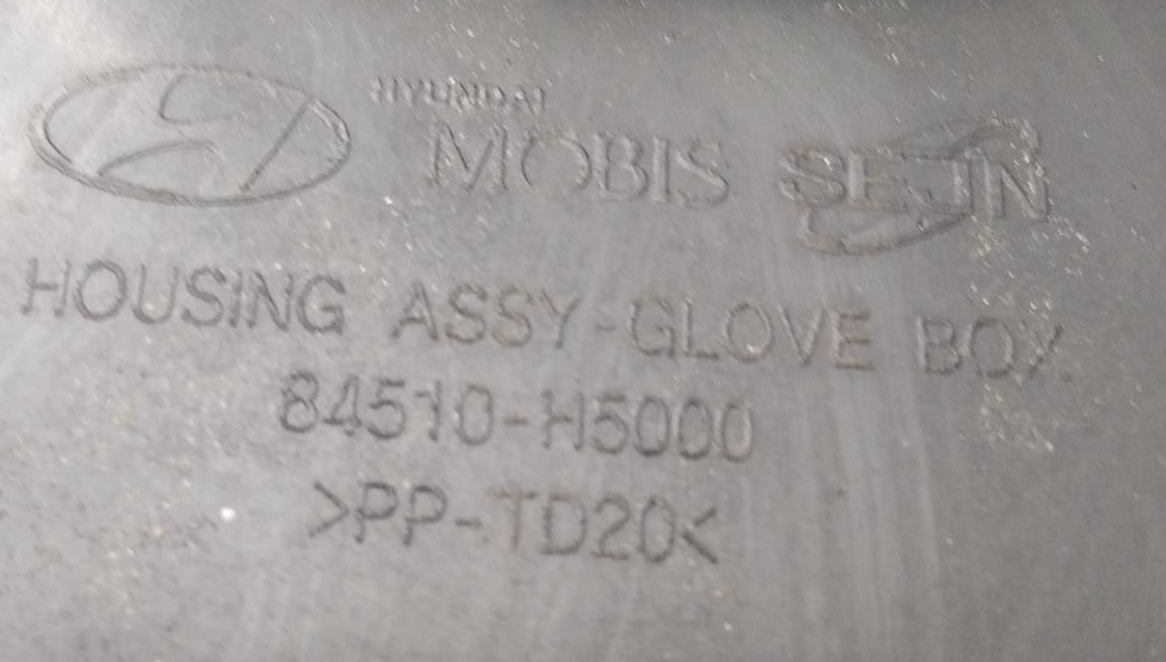 HYUNDAI
MOBIS SEJIN
HOUSING ASSY-GLOVE BOX.
84510-H5000
>PP-TD20<